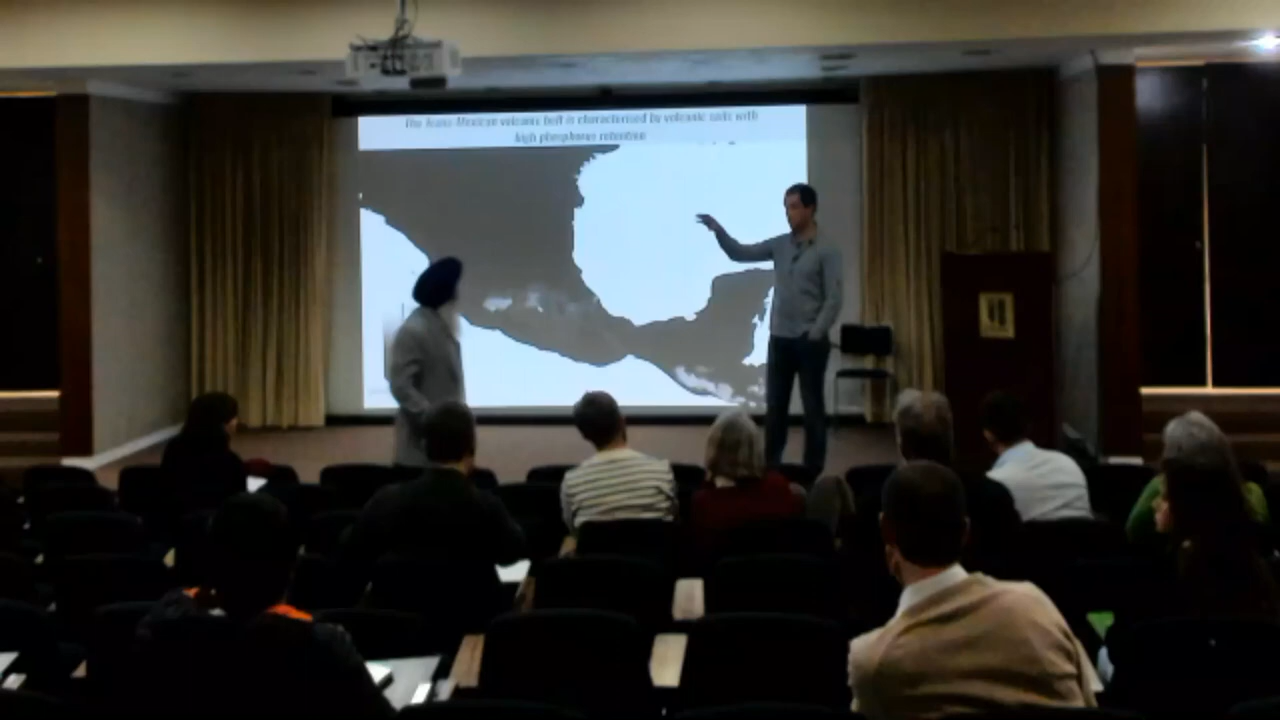 The Trans-Mexican volcanic belt is characterised by volcanic soils with
high phosphorus retention